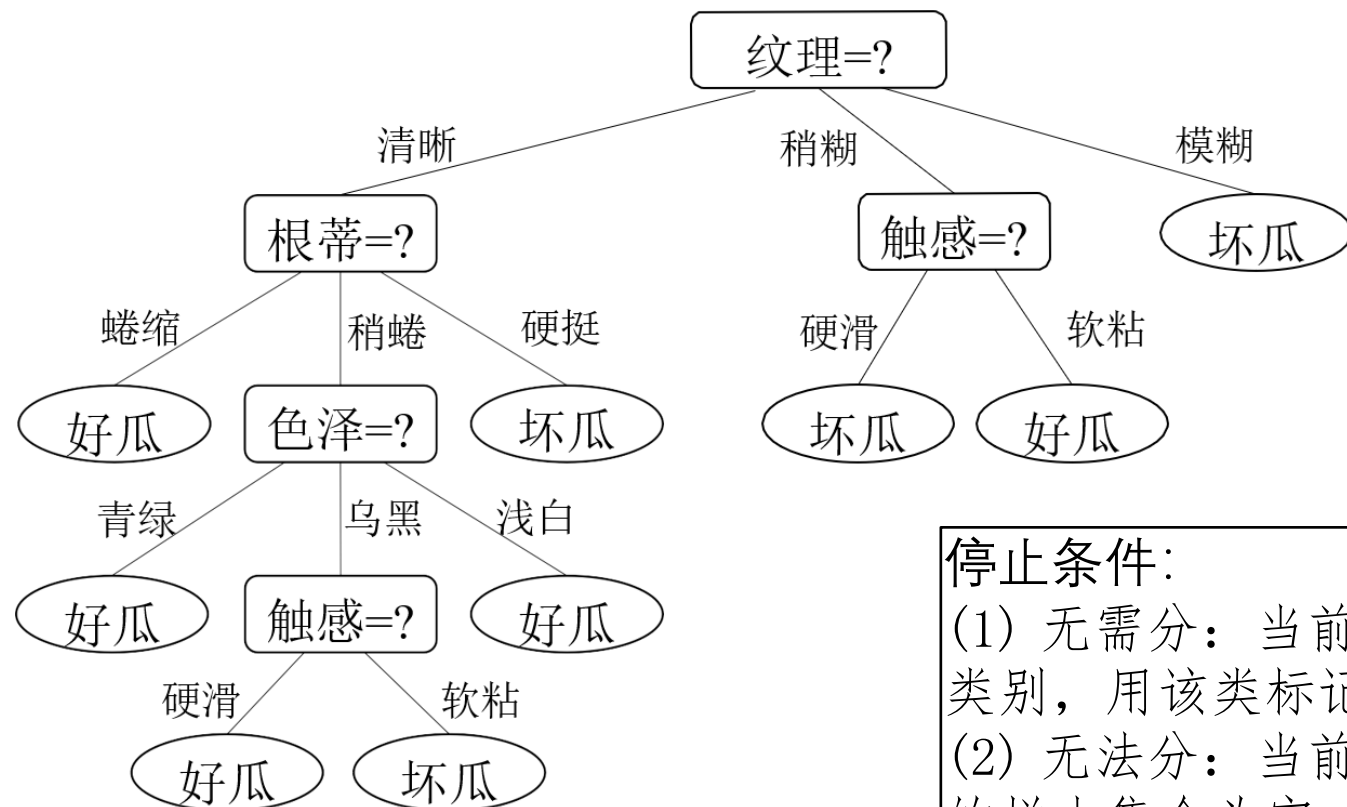 纹理=?
清晰
稍糊
模糊
根蒂=?
触感=?
坏瓜
蜷缩
稍蜷
硬挺
硬滑
软粘
好瓜
色泽=?
坏瓜
坏瓜
好瓜
青绿
乌黑
浅白
好瓜
触感=?
好瓜
硬滑
软粘
好瓜
坏瓜
停止条件:
(1) 无需分：当前
类别，用该类标记
(2) 无法分：当前